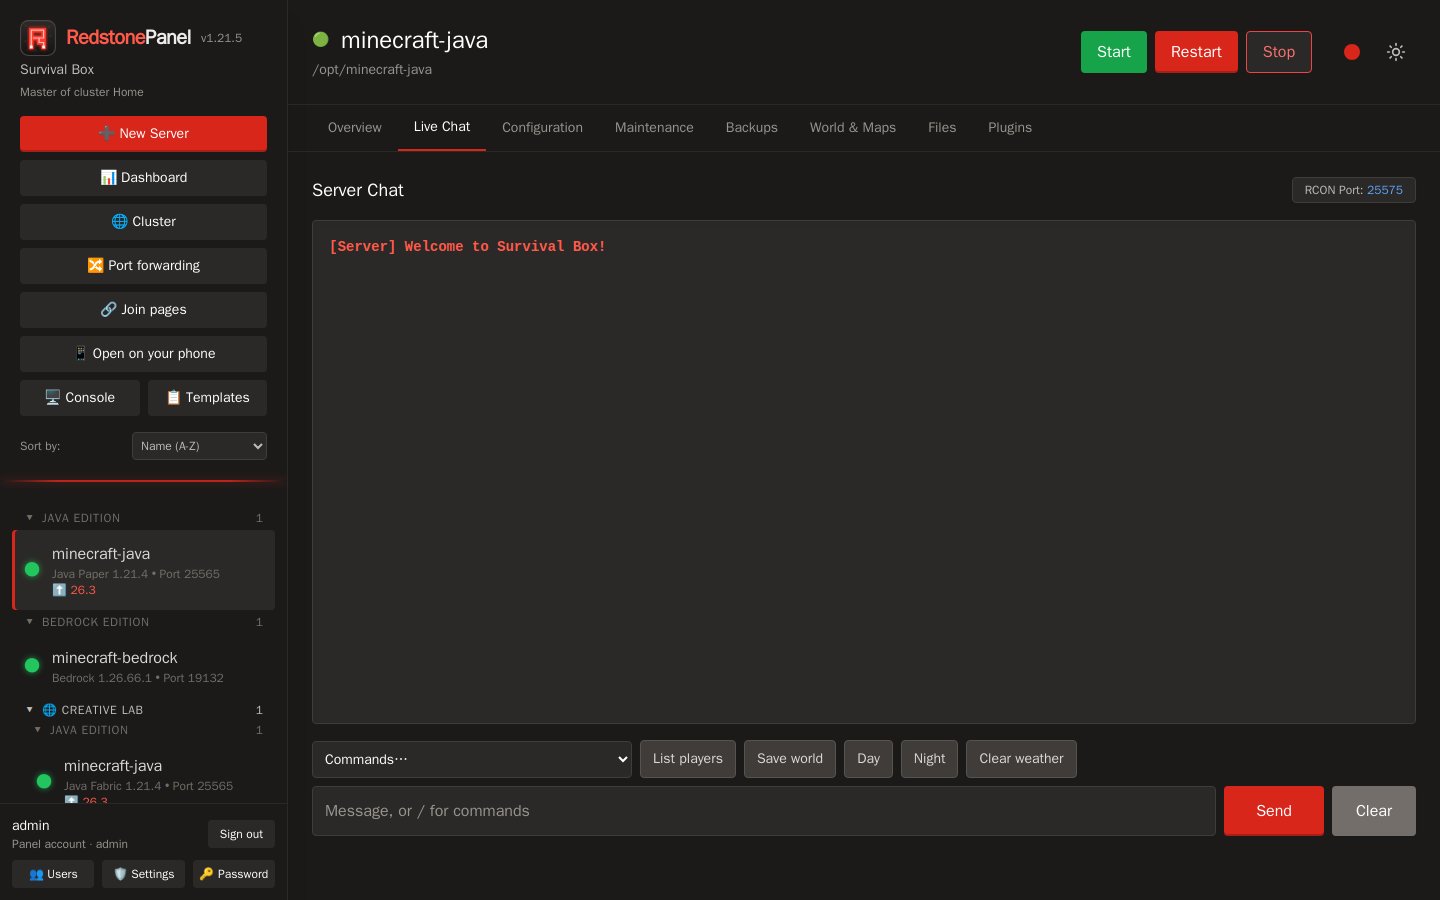 RedstonePanel v1.21.5
Survival Box
Master of cluster Home
➕ New Server
📊 Dashboard
🌐 Cluster
🔀 Port forwarding
🔗 Join pages
📱 Open on your phone
🖥️ Console
📋 Templates
Sort by:
Name (A-Z)
▼ JAVA EDITION 1
minecraft-java
Java Paper 1.21.4 • Port 25565
⬆️ 26.3
▼ BEDROCK EDITION 1
minecraft-bedrock
Bedrock 1.26.66.1 • Port 19132
▼ 🌐 CREATIVE LAB 1
▼ JAVA EDITION 1
minecraft-java
Java Fabric 1.21.4 • Port 25565
⬆️ 26.3
admin
Panel account · admin
Sign out
👥 Users
🛡️ Settings
🔑 Password
minecraft-java
/opt/minecraft-java
Start
Restart
Stop
Overview
Live Chat
Configuration
Maintenance
Backups
World & Maps
Files
Plugins
Server Chat
RCON Port: 25575
[Server] Welcome to Survival Box!
Commands…
List players
Save world
Day
Night
Clear weather
Message, or / for commands
Send
Clear